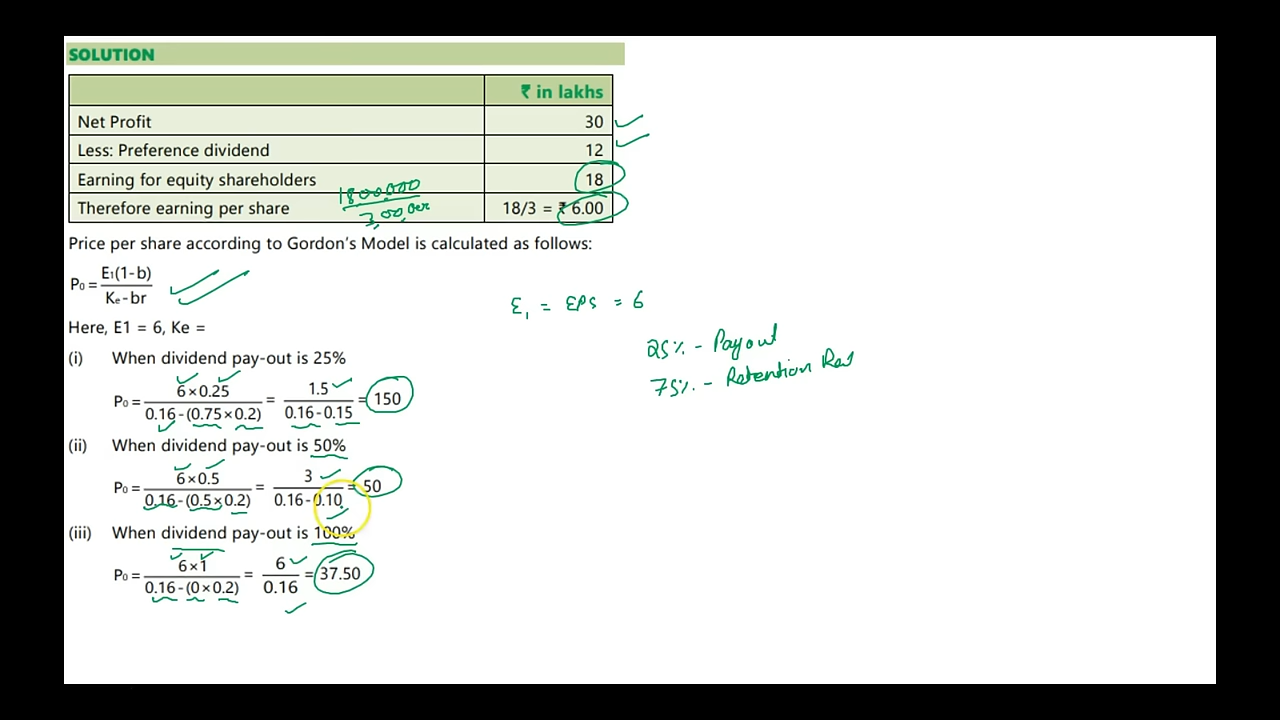 SOLUTION
₹ in lakhs
Net Profit 30
Less: Preference dividend 12
Earning for equity shareholders 18
1800,000
Therefore earning per share 18/3 = ₹ 6.00
3,00,000
Price per share according to Gordon's Model is calculated as follows:
P₀ = E₁(1-b) / Kₑ-br
E₁ = EPS = 6
Here, E1 = 6, Ke =
25% - Payout
(i) When dividend pay-out is 25%
75% - Retention
P₀ = 6×0.25 / 0.16-(0.75×0.2) = 1.5 / 0.16-0.15 = 150
(ii) When dividend pay-out is 50%
P₀ = 6×0.5 / 0.16-(0.5×0.2) = 3 / 0.16-0.10 = 50
(iii) When dividend pay-out is 100%
P₀ = 6×1 / 0.16-(0×0.2) = 6 / 0.16 = 37.50